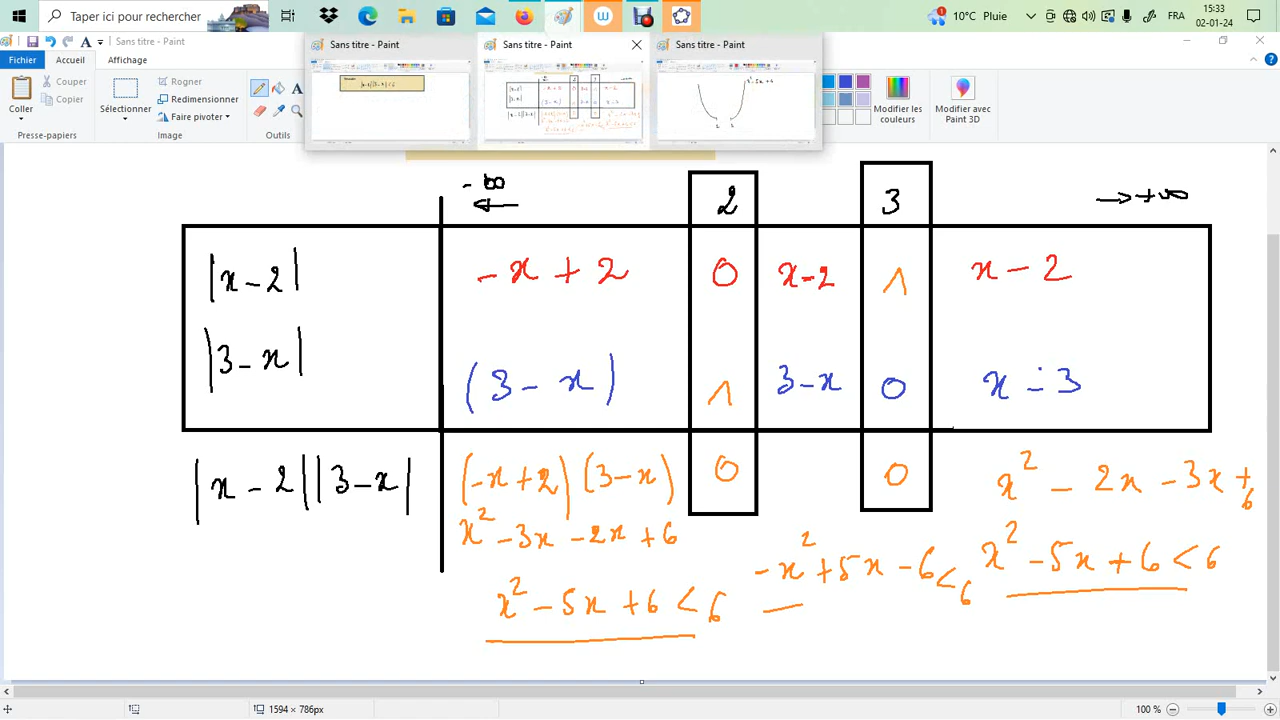 Taper ici pour rechercher
10°C Pluie
FRA
15:33
02-01-24
Sans titre - Paint
Fichier
Accueil
Affichage
Sans titre - Paint
Sans titre - Paint
Sans titre - Paint
Coller
Couper
Copier
Presse-papiers
Sélectionner
Rogner
Redimensionner
Faire pivoter
Image
A
Outils
Modifier les couleurs
Modifier avec Paint 3D
-∞ ← 2 3 → +∞
|x-2| -x+2 0 x-2 1 x-2
|3-x| (3-x) 1 3-x 0 x-3
|x-2||3-x| (-x+2)(3-x) 0 0 x²-2x-3x+6
x²-3x-2x+6
x²-5x+6<6 -x²+5x-6<6 x²-5x+6<6
1594 × 786px
100 %